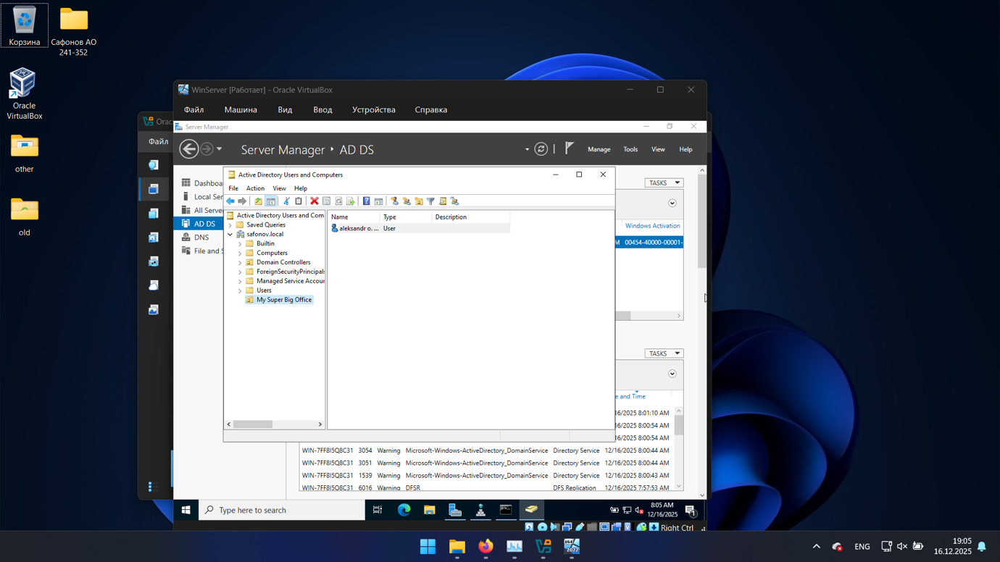 Корзина
Сафонов АО
241-352
Oracle
VirtualBox
other
old
Orac
Файл
WinServer [Работает] - Oracle VirtualBox
Файл Машина Вид Ввод Устройства Справка
Server Manager
Server Manager ‣ AD DS
Manage Tools View Help
Dashboa
Local Ser
All Server
AD DS
DNS
File and S
TASKS
Windows Activation
M 00454-40000-00001-
TASKS
e and Time
/16/2025 8:01:10 AM
/16/2025 8:00:54 AM
/16/2025 8:00:54 AM
WIN-7FF8I5Q8C31 3054 Warning Microsoft-Windows-ActiveDirectory_DomainService Directory Service 12/16/2025 8:00:44 AM
WIN-7FF8I5Q8C31 3051 Warning Microsoft-Windows-ActiveDirectory_DomainService Directory Service 12/16/2025 8:00:44 AM
WIN-7FF8I5Q8C31 1539 Warning Microsoft-Windows-ActiveDirectory_DomainService Directory Service 12/16/2025 8:00:43 AM
WIN-7FF8I5Q8C31 6016 Warning DFSR DFS Replication 12/16/2025 7:57:53 AM
Active Directory Users and Computers
File Action View Help
Active Directory Users and Com
Saved Queries
safonov.local
Builtin
Computers
Domain Controllers
ForeignSecurityPrincipals
Managed Service Accour
Users
My Super Big Office
Name Type Description
aleksandr o. ... User
Type here to search
8:05 AM
12/16/2025
1
Right Ctrl
X64
2022
ENG
19:05
16.12.2025